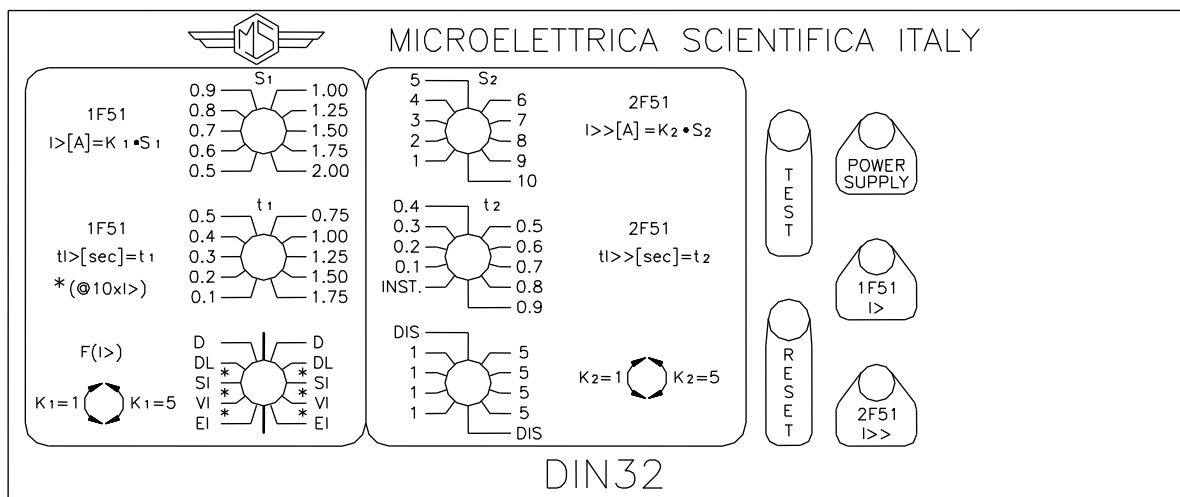 MS MICROELETTRICA SCIENTIFICA ITALY
1F51
I>[A]=K1•S1
S1
0.9 1.00
0.8 1.25
0.7 1.50
0.6 1.75
0.5 2.00
1F51
tI>[sec]=t1
*(@10xI>)
t1
0.5 0.75
0.4 1.00
0.3 1.25
0.2 1.50
0.1 1.75
F(I>)
K1=1 K1=5
D D
DL DL
* *
SI SI
* *
VI VI
* *
EI EI
S2
5
4 6
3 7
2 8
1 9
10
2F51
I>>[A]=K2•S2
t2
0.4
0.3 0.5
0.2 0.6
0.1 0.7
INST. 0.8
0.9
2F51
tI>>[sec]=t2
DIS
1 5
1 5
1 5
1 5
DIS
K2=1 K2=5
TEST
RESET
POWER
SUPPLY
1F51
I>
2F51
I>>
DIN32